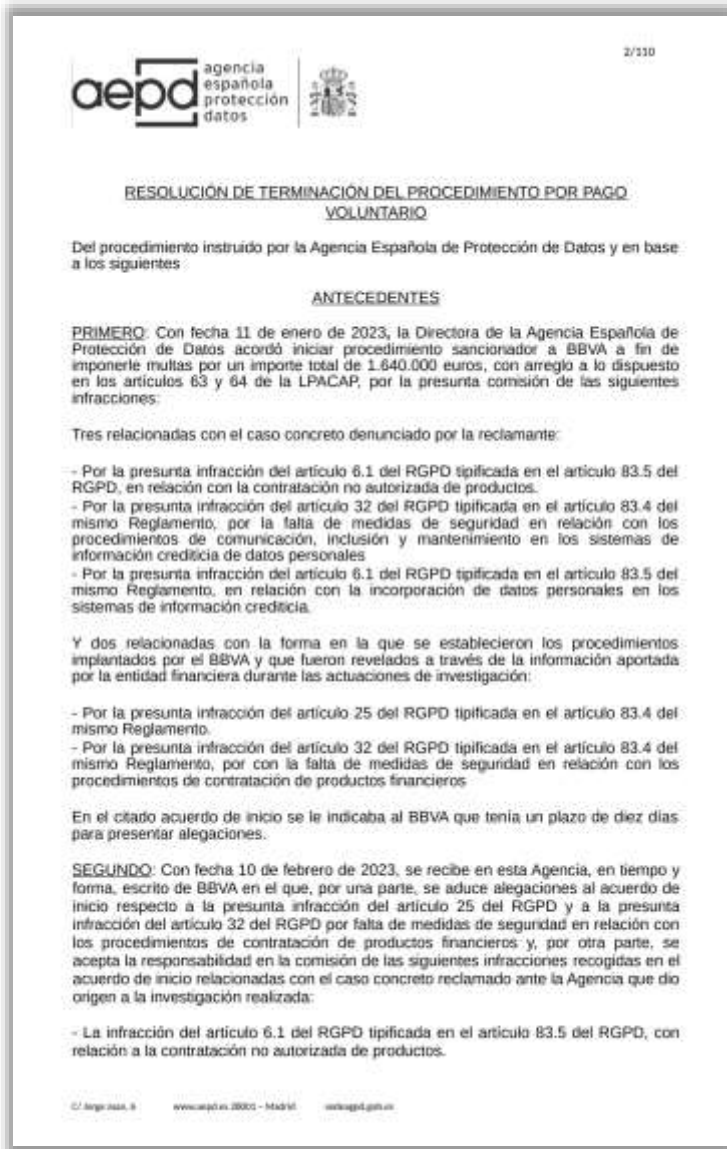 2/110
aepd
agencia
española
protección
datos
RESOLUCIÓN DE TERMINACIÓN DEL PROCEDIMIENTO POR PAGO
VOLUNTARIO
Del procedimiento instruido por la Agencia Española de Protección de Datos y en base
a los siguientes
ANTECEDENTES
PRIMERO: Con fecha 11 de enero de 2023, la Directora de la Agencia Española de
Protección de Datos acordó iniciar procedimiento sancionador a BBVA a fin de
imponerle multas por un importe total de 1.640.000 euros, con arreglo a lo dispuesto
en los artículos 63 y 64 de la LPACAP, por la presunta comisión de las siguientes
infracciones:
Tres relacionadas con el caso concreto denunciado por la reclamante:
- Por la presunta infracción del artículo 6.1 del RGPD tipificada en el artículo 83.5 del
RGPD, en relación con la contratación no autorizada de productos.
- Por la presunta infracción del artículo 32 del RGPD tipificada en el artículo 83.4 del
mismo Reglamento, por la falta de medidas de seguridad en relación con los
procedimientos de comunicación, inclusión y mantenimiento en los sistemas de
información crediticia de datos personales
- Por la presunta infracción del artículo 6.1 del RGPD tipificada en el artículo 83.5 del
mismo Reglamento, en relación con la incorporación de datos personales en los
sistemas de información crediticia.
Y dos relacionadas con la forma en la que se establecieron los procedimientos
implantados por el BBVA y que fueron revelados a través de la información aportada
por la entidad financiera durante las actuaciones de investigación:
- Por la presunta infracción del artículo 25 del RGPD tipificada en el artículo 83.4 del
mismo Reglamento.
- Por la presunta infracción del artículo 32 del RGPD tipificada en el artículo 83.4 del
mismo Reglamento, por con la falta de medidas de seguridad en relación con los
procedimientos de contratación de productos financieros
En el citado acuerdo de inicio se le indicaba al BBVA que tenía un plazo de diez días
para presentar alegaciones.
SEGUNDO: Con fecha 10 de febrero de 2023, se recibe en esta Agencia, en tiempo y
forma, escrito de BBVA en el que, por una parte, se aduce alegaciones al acuerdo de
inicio respecto a la presunta infracción del artículo 25 del RGPD y a la presunta
infracción del artículo 32 del RGPD por falta de medidas de seguridad en relación con
los procedimientos de contratación de productos financieros y, por otra parte, se
acepta la responsabilidad en la comisión de las siguientes infracciones recogidas en el
acuerdo de inicio relacionadas con el caso concreto reclamado ante la Agencia que dio
origen a la investigación realizada:
- La infracción del artículo 6.1 del RGPD tipificada en el artículo 83.5 del RGPD, con
relación a la contratación no autorizada de productos.
C/ Jorge Juan, 6 www.aepd.es 28001 – Madrid sedeagpd.gob.es